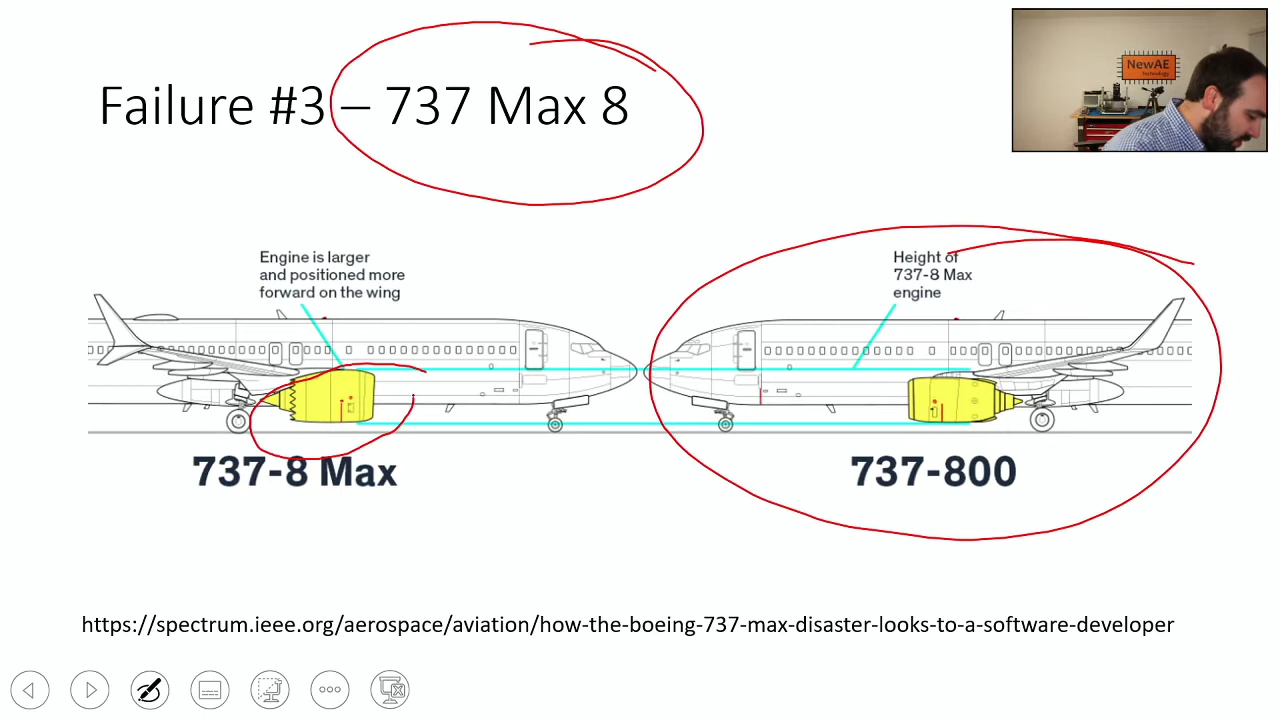 Failure #3 – 737 Max 8
NewAE
Technology
Engine is larger
and positioned more
forward on the wing
Height of
737-8 Max
engine
737-8 Max
737-800
https://spectrum.ieee.org/aerospace/aviation/how-the-boeing-737-max-disaster-looks-to-a-software-developer